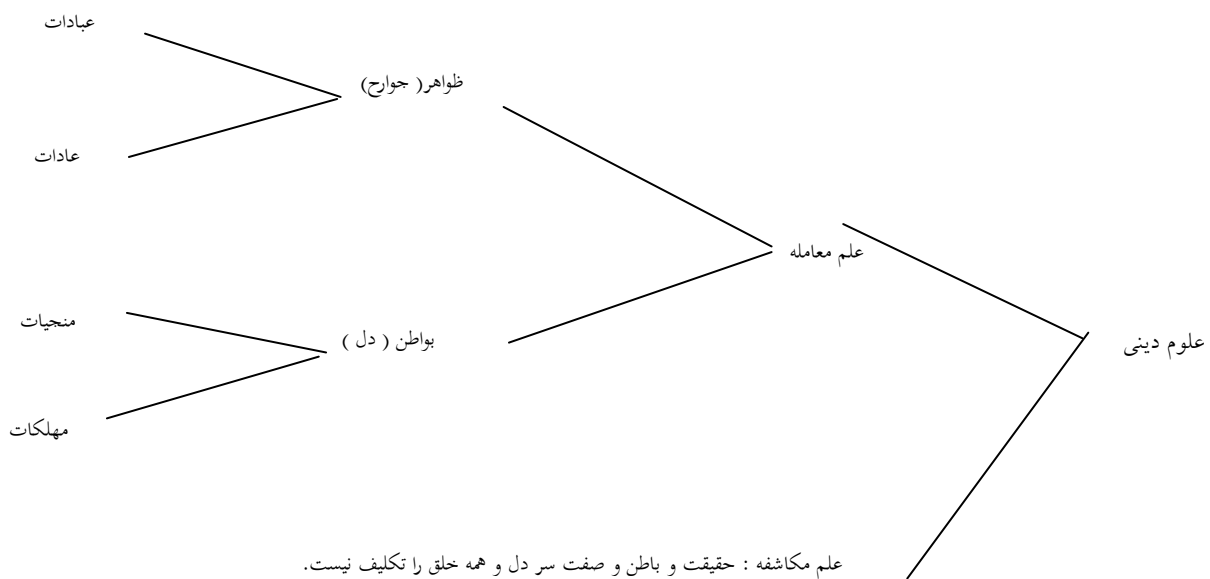 علوم دینی
علم معامله
ظواهر( جوارح)
عبادات
عادات
بواطن ( دل )
منجیات
مهلکات
علم مکاشفه : حقیقت و باطن و صفت سر دل و همه خلق را تکلیف نیست.